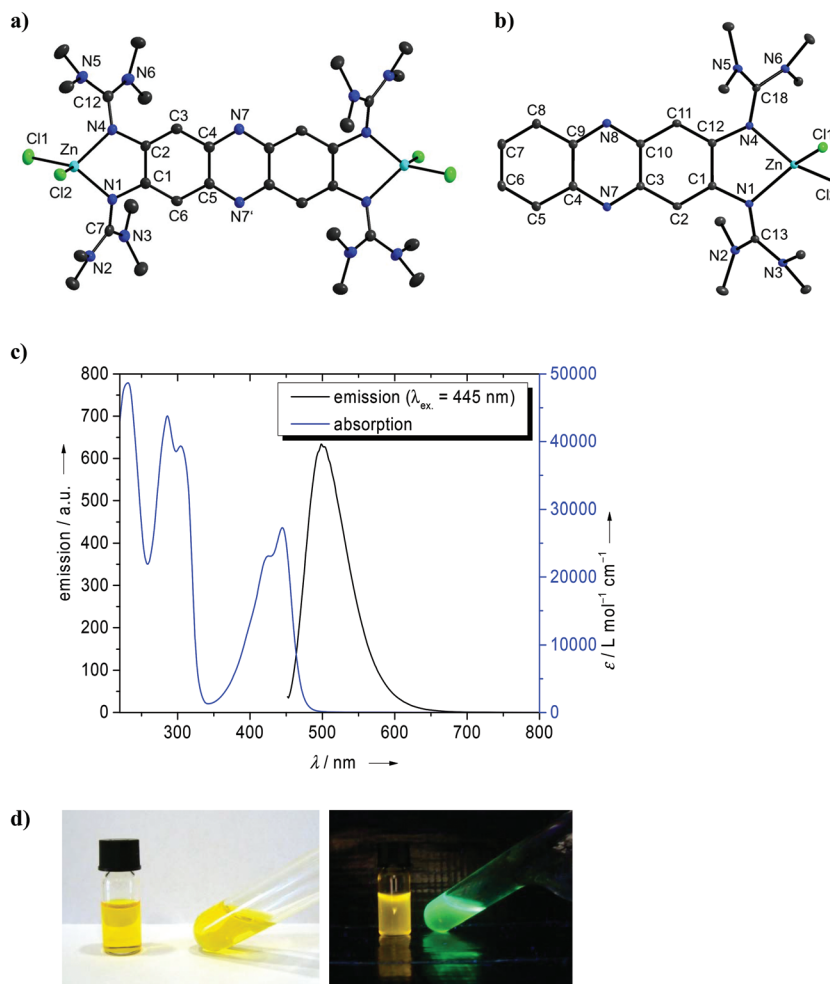 a)
N5
N6
C12
C3
N7
N4
C4
Zn
C2
Cl1
C1
Cl2
N1
C5
C6
N7‘
C7
N3
N2
b)
N5
N6
C11
C18
C8
C9
C12
N8
N4
Cl1
C7
C10
Zn
C6
C3
C1
N1
C4
N7
C2
C5
C13
N2
N3
c)
800
700
600
500
400
300
200
100
0
emission / a.u.
emission (λex. = 445 nm)
absorption
50000
40000
30000
20000
10000
0
ε / L mol⁻¹ cm⁻¹
300 400 500 600 700 800
λ / nm
d)